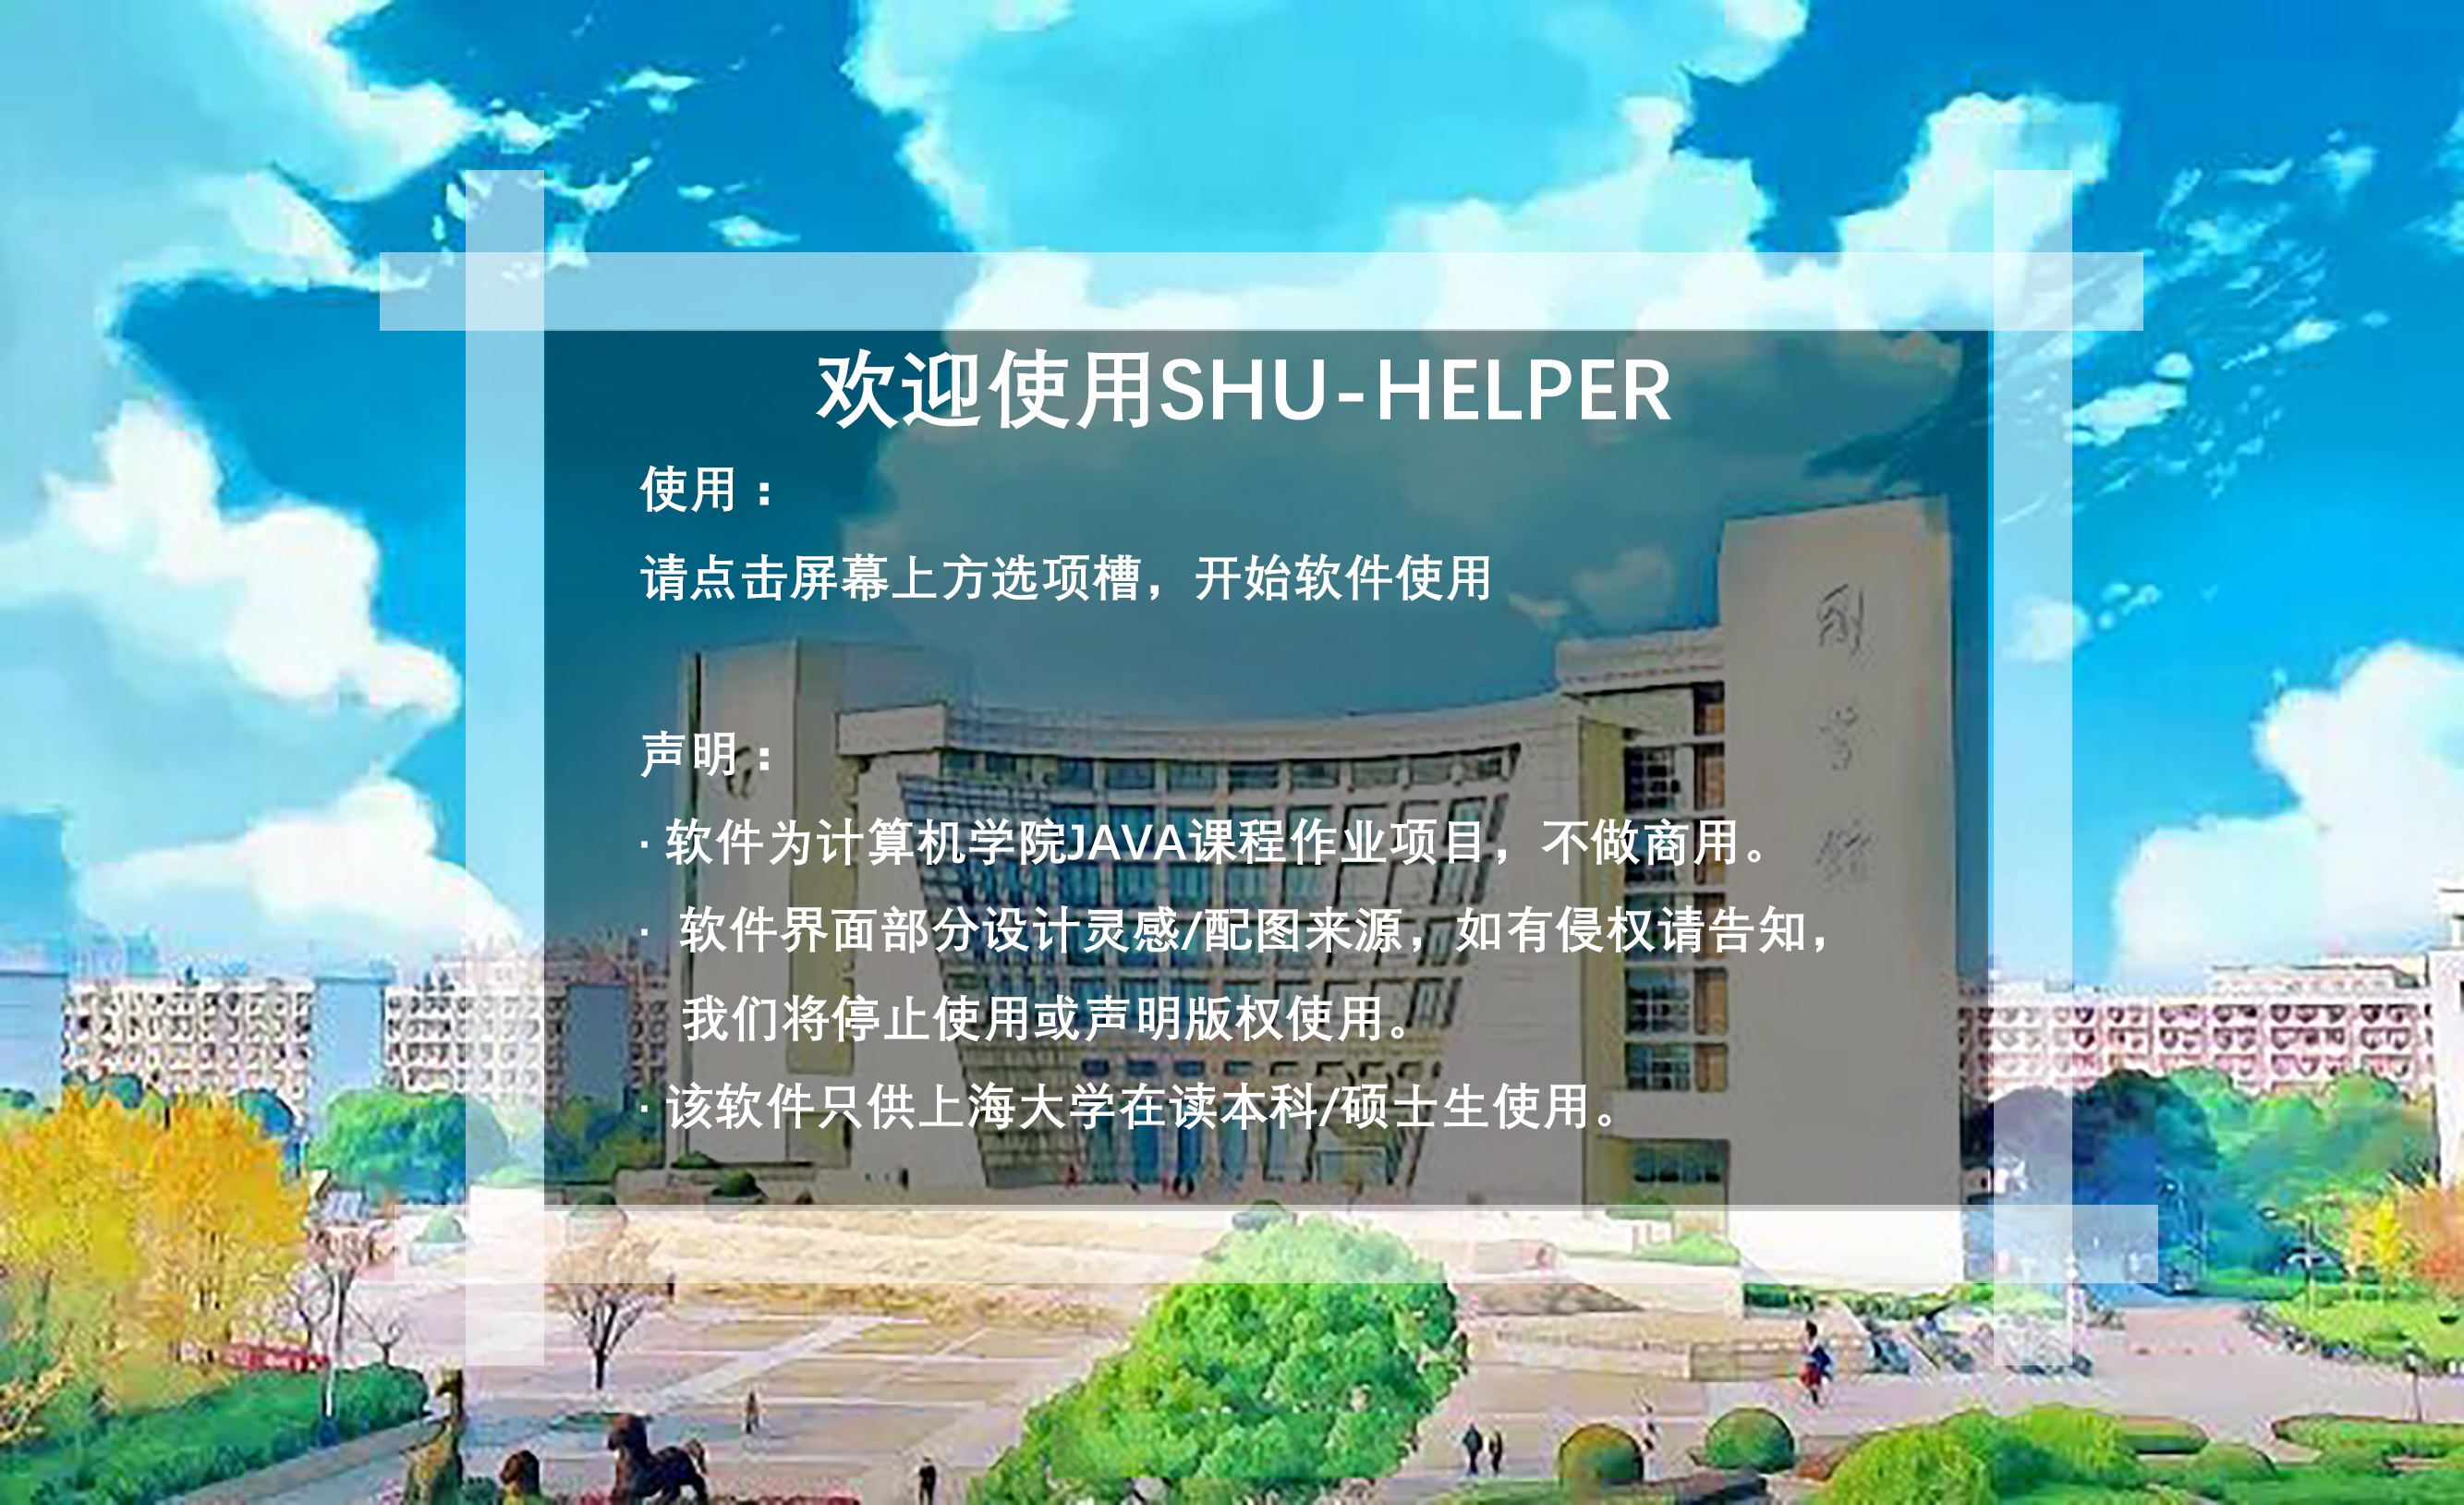 欢迎使用SHU-HELPER
使用：
请点击屏幕上方选项槽，开始软件使用
声明：
· 软件为计算机学院JAVA课程作业项目，不做商用。
· 软件界面部分设计灵感/配图来源，如有侵权请告知，
我们将停止使用或声明版权使用。
· 该软件只供上海大学在读本科/硕士生使用。